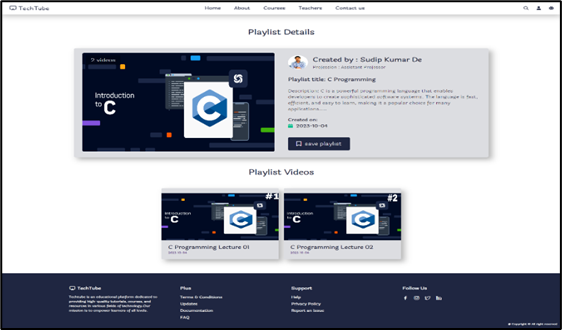 TechTube
Home About Courses Teachers Contact us
Playlist Details
2 videos
Introduction
to C
C
Created by : Sudip Kumar De
Profession : Assistant Professor
Playlist title: C Programming
Description: C is a powerful programming language that enables
developers to create sophisticated software systems. The language is fast,
efficient, and easy to learn, making it a popular choice for many
applications....
Created on:
2023-10-04
save playlist
Playlist Videos
#1
Introduction
to C
C
C Programming Lecture 01
#2
Introduction
to C
C
C Programming Lecture 02
TechTube
Techtube is an educational platform dedicated to
providing high-quality tutorials, courses, and
resources in various fields of technology. Our
mission is to empower learners of all levels.
Plus
Terms & Conditions
Updates
Documentation
FAQ
Support
Help
Privacy Policy
Report an Issue
Follow Us
© Copyright © All right reserved